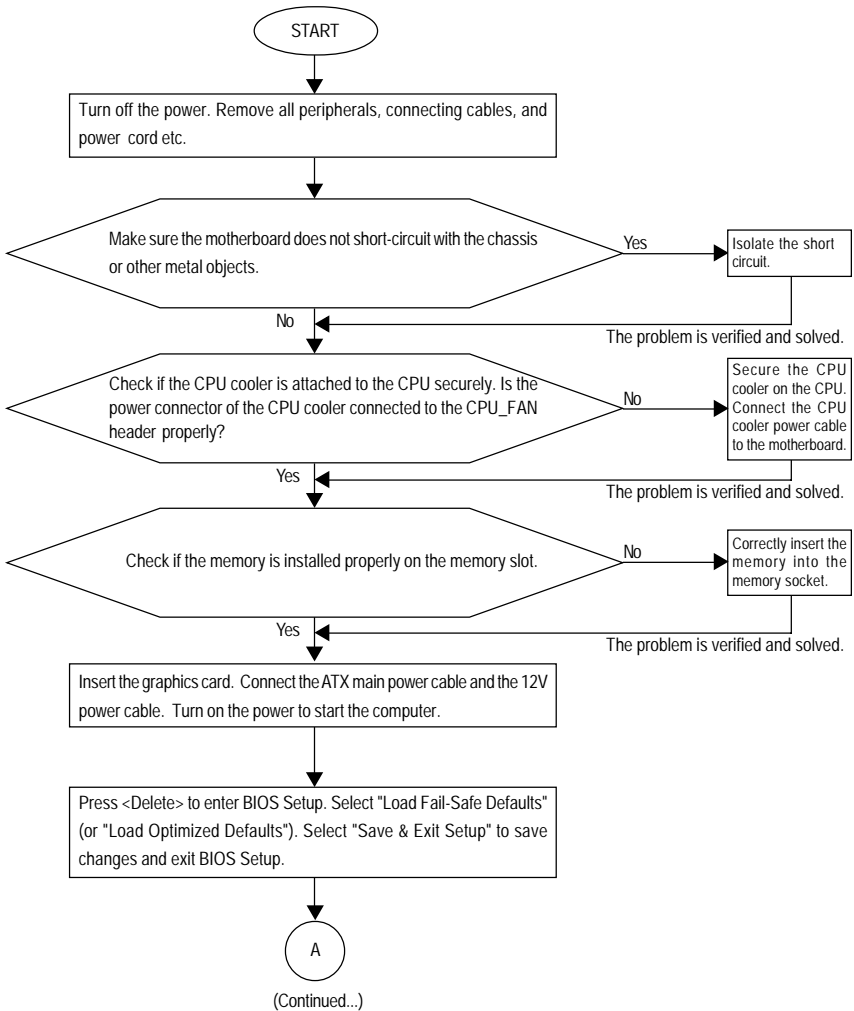 START
Turn off the power. Remove all peripherals, connecting cables, and
power cord etc.
Make sure the motherboard does not short-circuit with the chassis
or other metal objects.
Yes
Isolate the short
circuit.
No
The problem is verified and solved.
Check if the CPU cooler is attached to the CPU securely. Is the
power connector of the CPU cooler connected to the CPU_FAN
header properly?
No
Secure the CPU
cooler on the CPU.
Connect the CPU
cooler power cable
to the motherboard.
Yes
The problem is verified and solved.
Check if the memory is installed properly on the memory slot.
No
Correctly insert the
memory into the
memory socket.
Yes
The problem is verified and solved.
Insert the graphics card. Connect the ATX main power cable and the 12V
power cable. Turn on the power to start the computer.
Press <Delete> to enter BIOS Setup. Select "Load Fail-Safe Defaults"
(or "Load Optimized Defaults"). Select "Save & Exit Setup" to save
changes and exit BIOS Setup.
A
(Continued...)